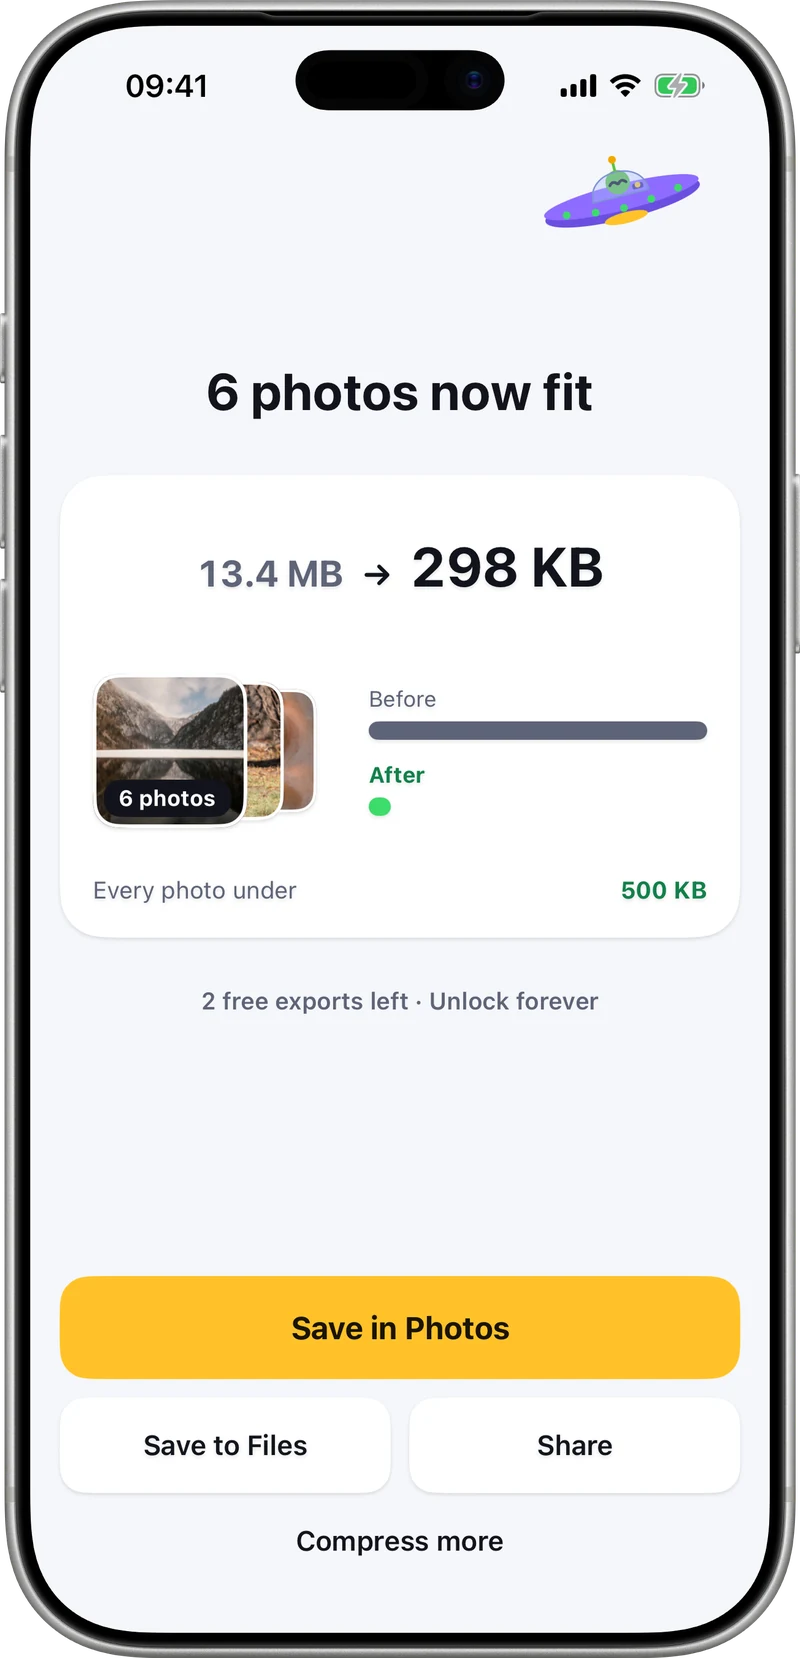 09:41
6 photos now fit
13.4 MB → 298 KB
Before
After
6 photos
Every photo under 500 KB
2 free exports left · Unlock forever
Save in Photos
Save to Files
Share
Compress more